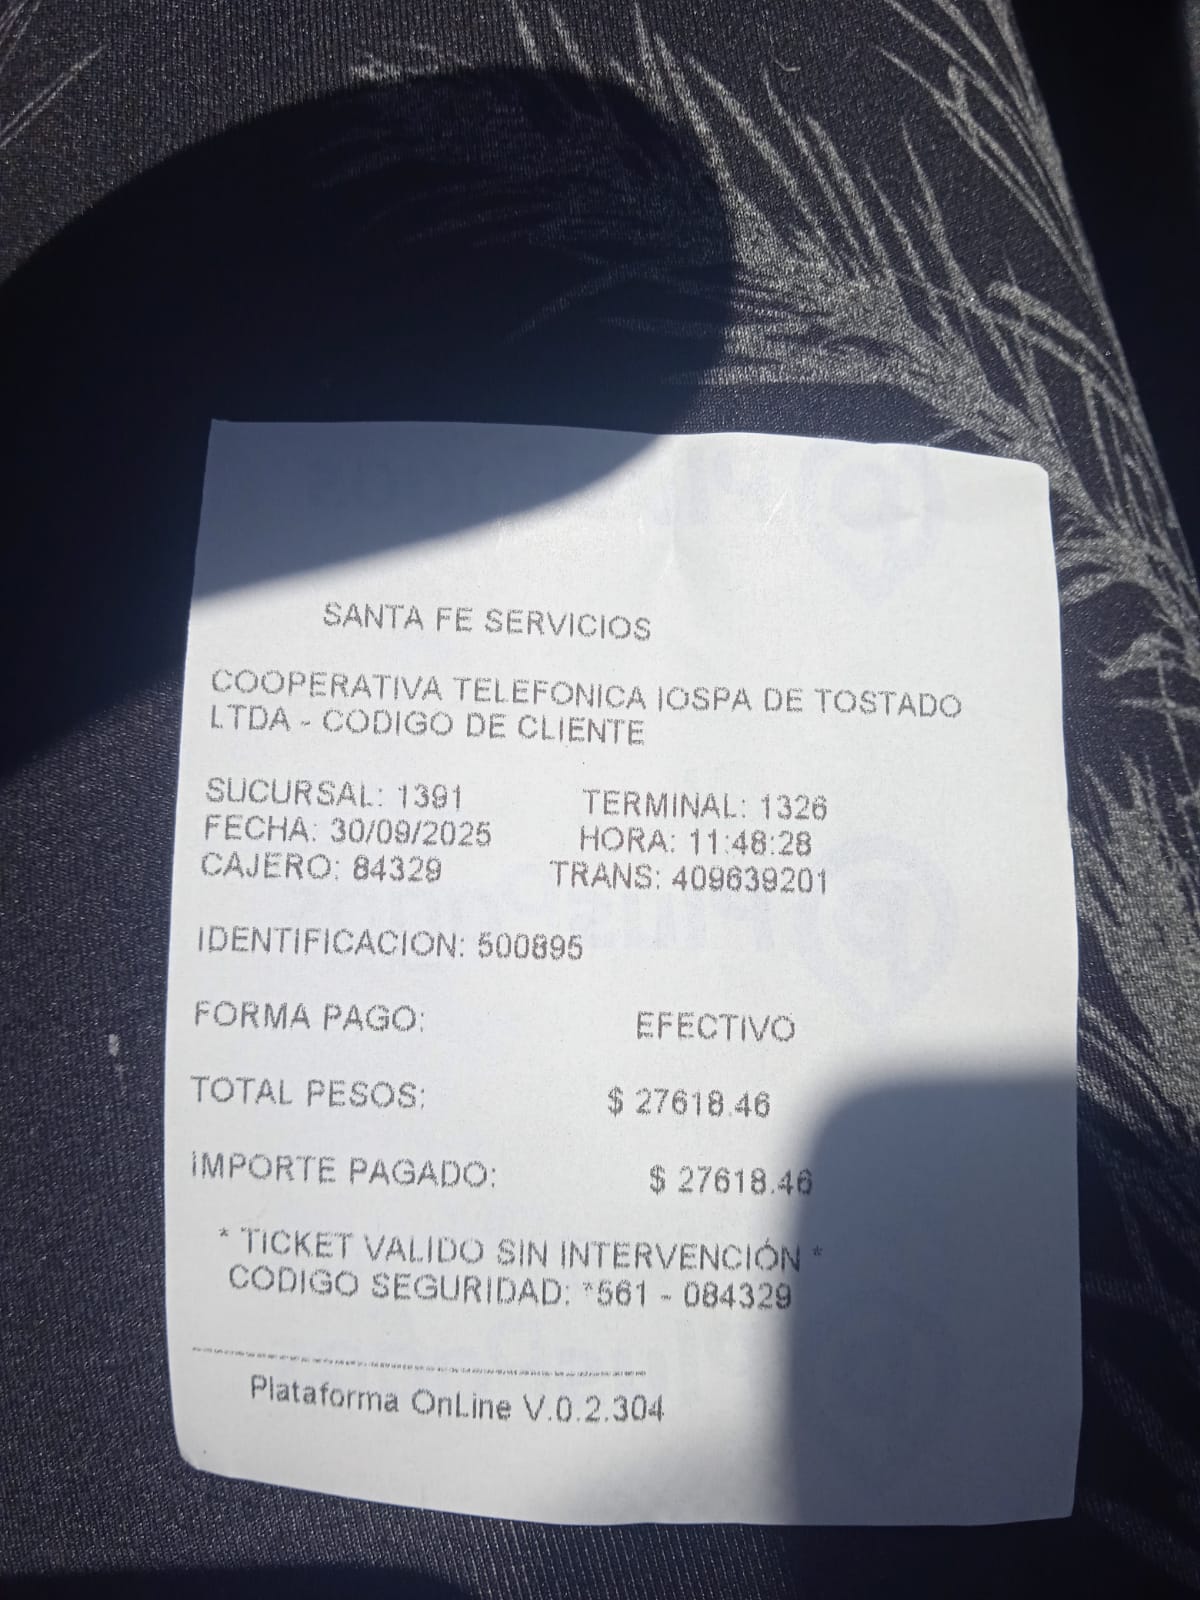 SANTA FE SERVICIOS
COOPERATIVA TELEFONICA IOSPA DE TOSTADO
LTDA - CODIGO DE CLIENTE
SUCURSAL: 1391 TERMINAL: 1326
FECHA: 30/09/2025 HORA: 11:48:28
CAJERO: 84329 TRANS: 409639201
IDENTIFICACION: 500895
FORMA PAGO: EFECTIVO
TOTAL PESOS: $ 27618.46
IMPORTE PAGADO: $ 27618.46
* TICKET VALIDO SIN INTERVENCIÓN *
CODIGO SEGURIDAD: *561 - 084329
Plataforma OnLine V.0.2.304